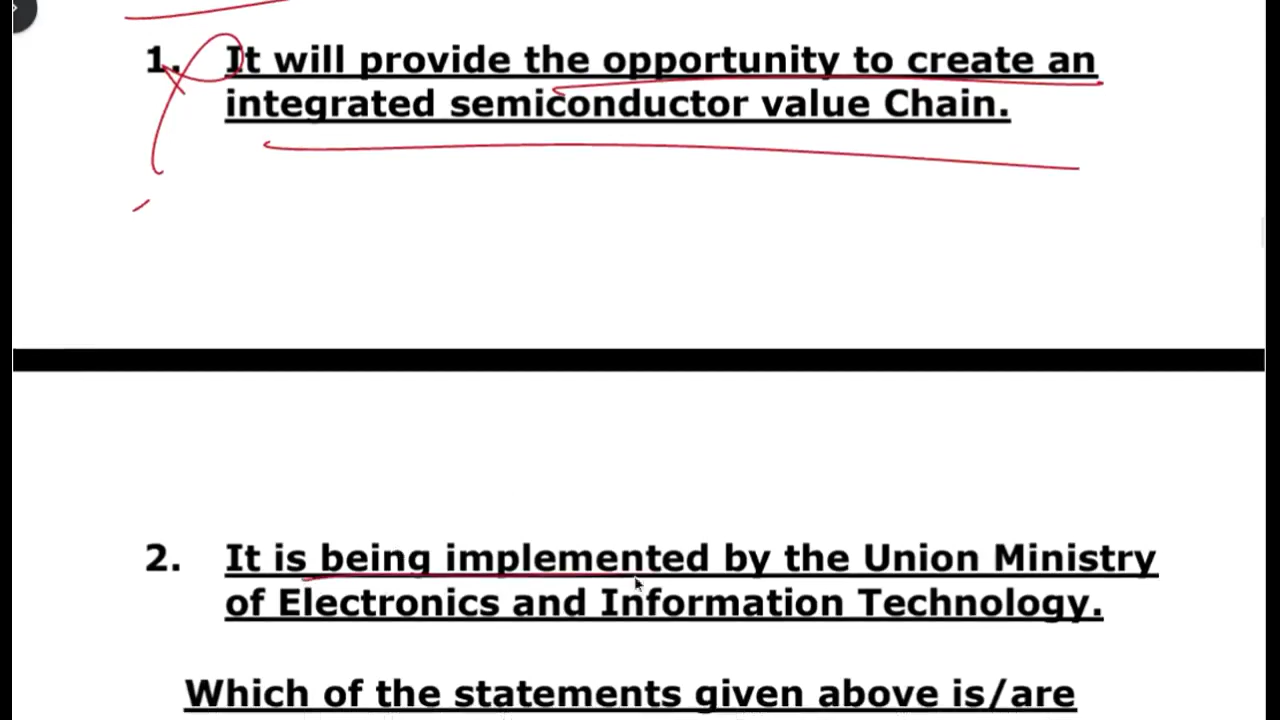 1. It will provide the opportunity to create an
integrated semiconductor value Chain.
2. It is being implemented by the Union Ministry
of Electronics and Information Technology.
Which of the statements given above is/are